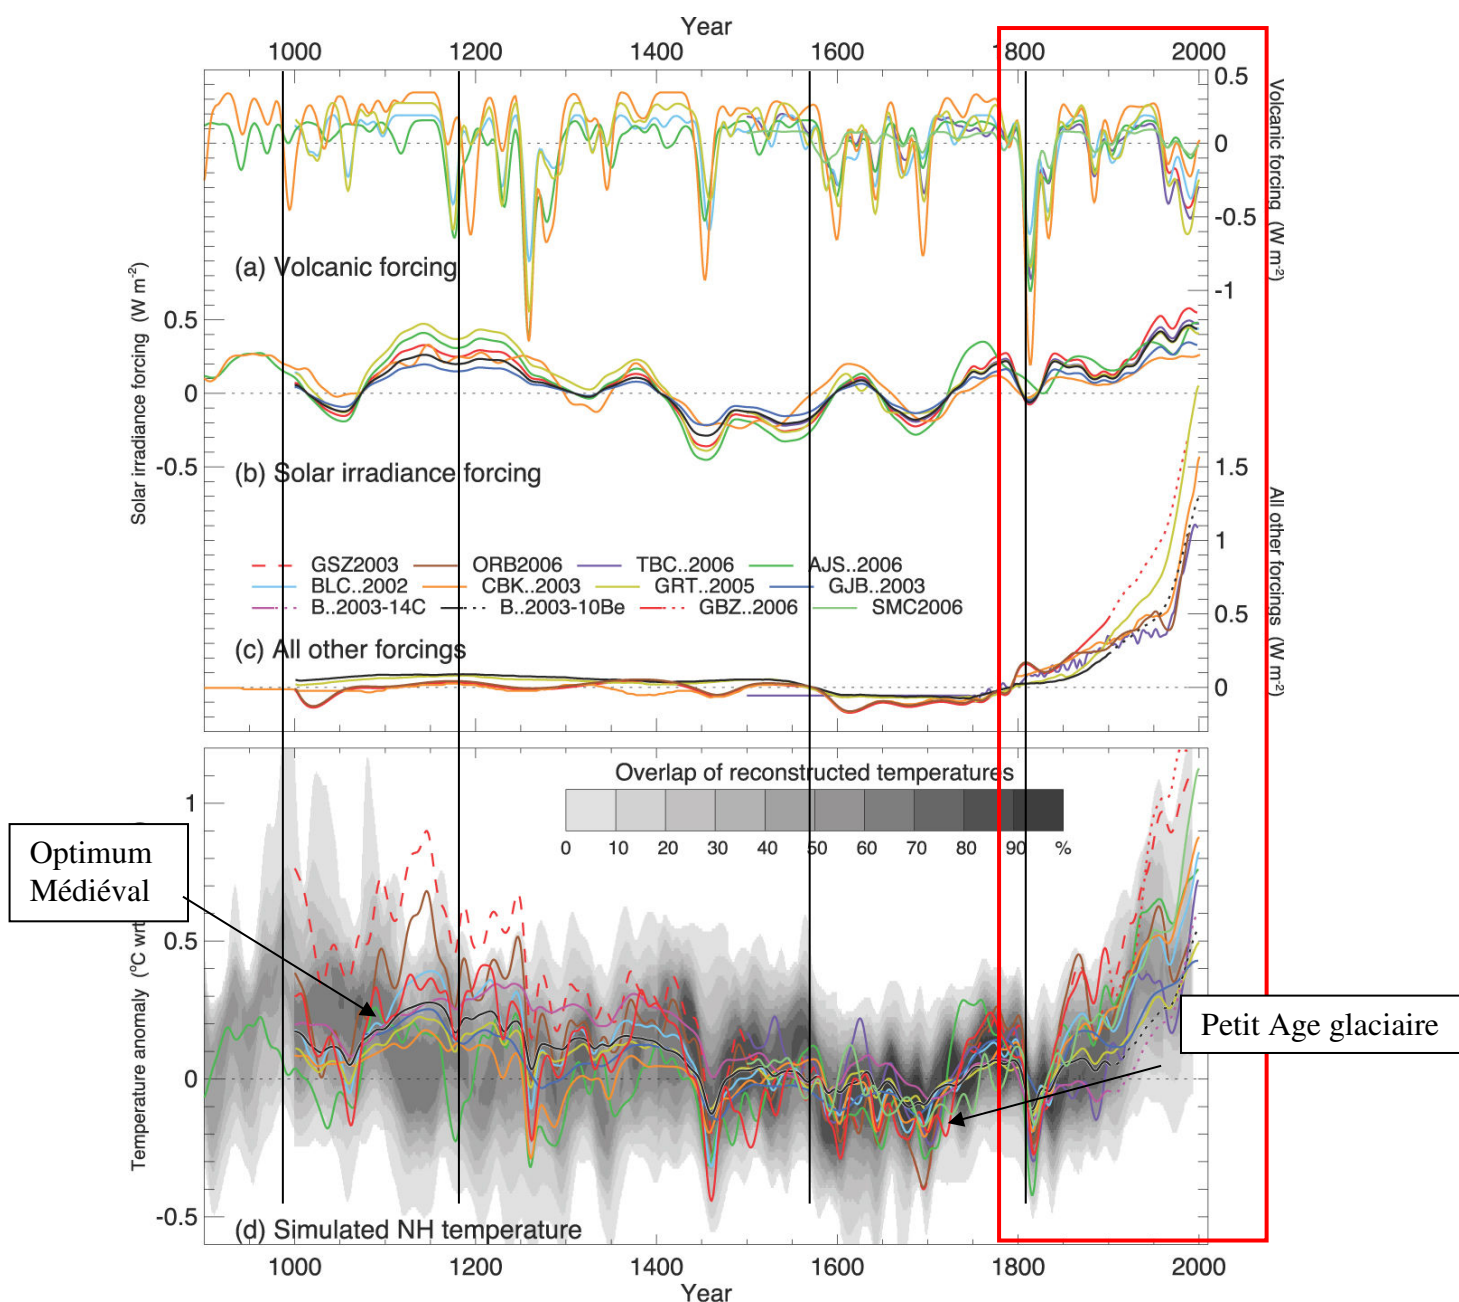 Year
1000 1200 1400 1600 1800 2000
0.5
0
-0.5
-1
Volcanic forcing (W m-2)
(a) Volcanic forcing
Solar irradiance forcing (W m-2)
0.5
0
-0.5
(b) Solar irradiance forcing
1.5
1
0.5
0
All other forcings (W m-2)
GSZ2003 ORB2006 TBC..2006 AJS..2006
BLC..2002 CBK..2003 GRT..2005 GJB..2003
B..2003-14C B..2003-10Be GBZ..2006 SMC2006
(c) All other forcings
Overlap of reconstructed temperatures
0 10 20 30 40 50 60 70 80 90 %
Optimum
Médiéval
Petit Age glaciaire
Temperature anomaly (°C wrt
1
0.5
0
-0.5
(d) Simulated NH temperature
1000 1200 1400 1600 1800 2000
Year